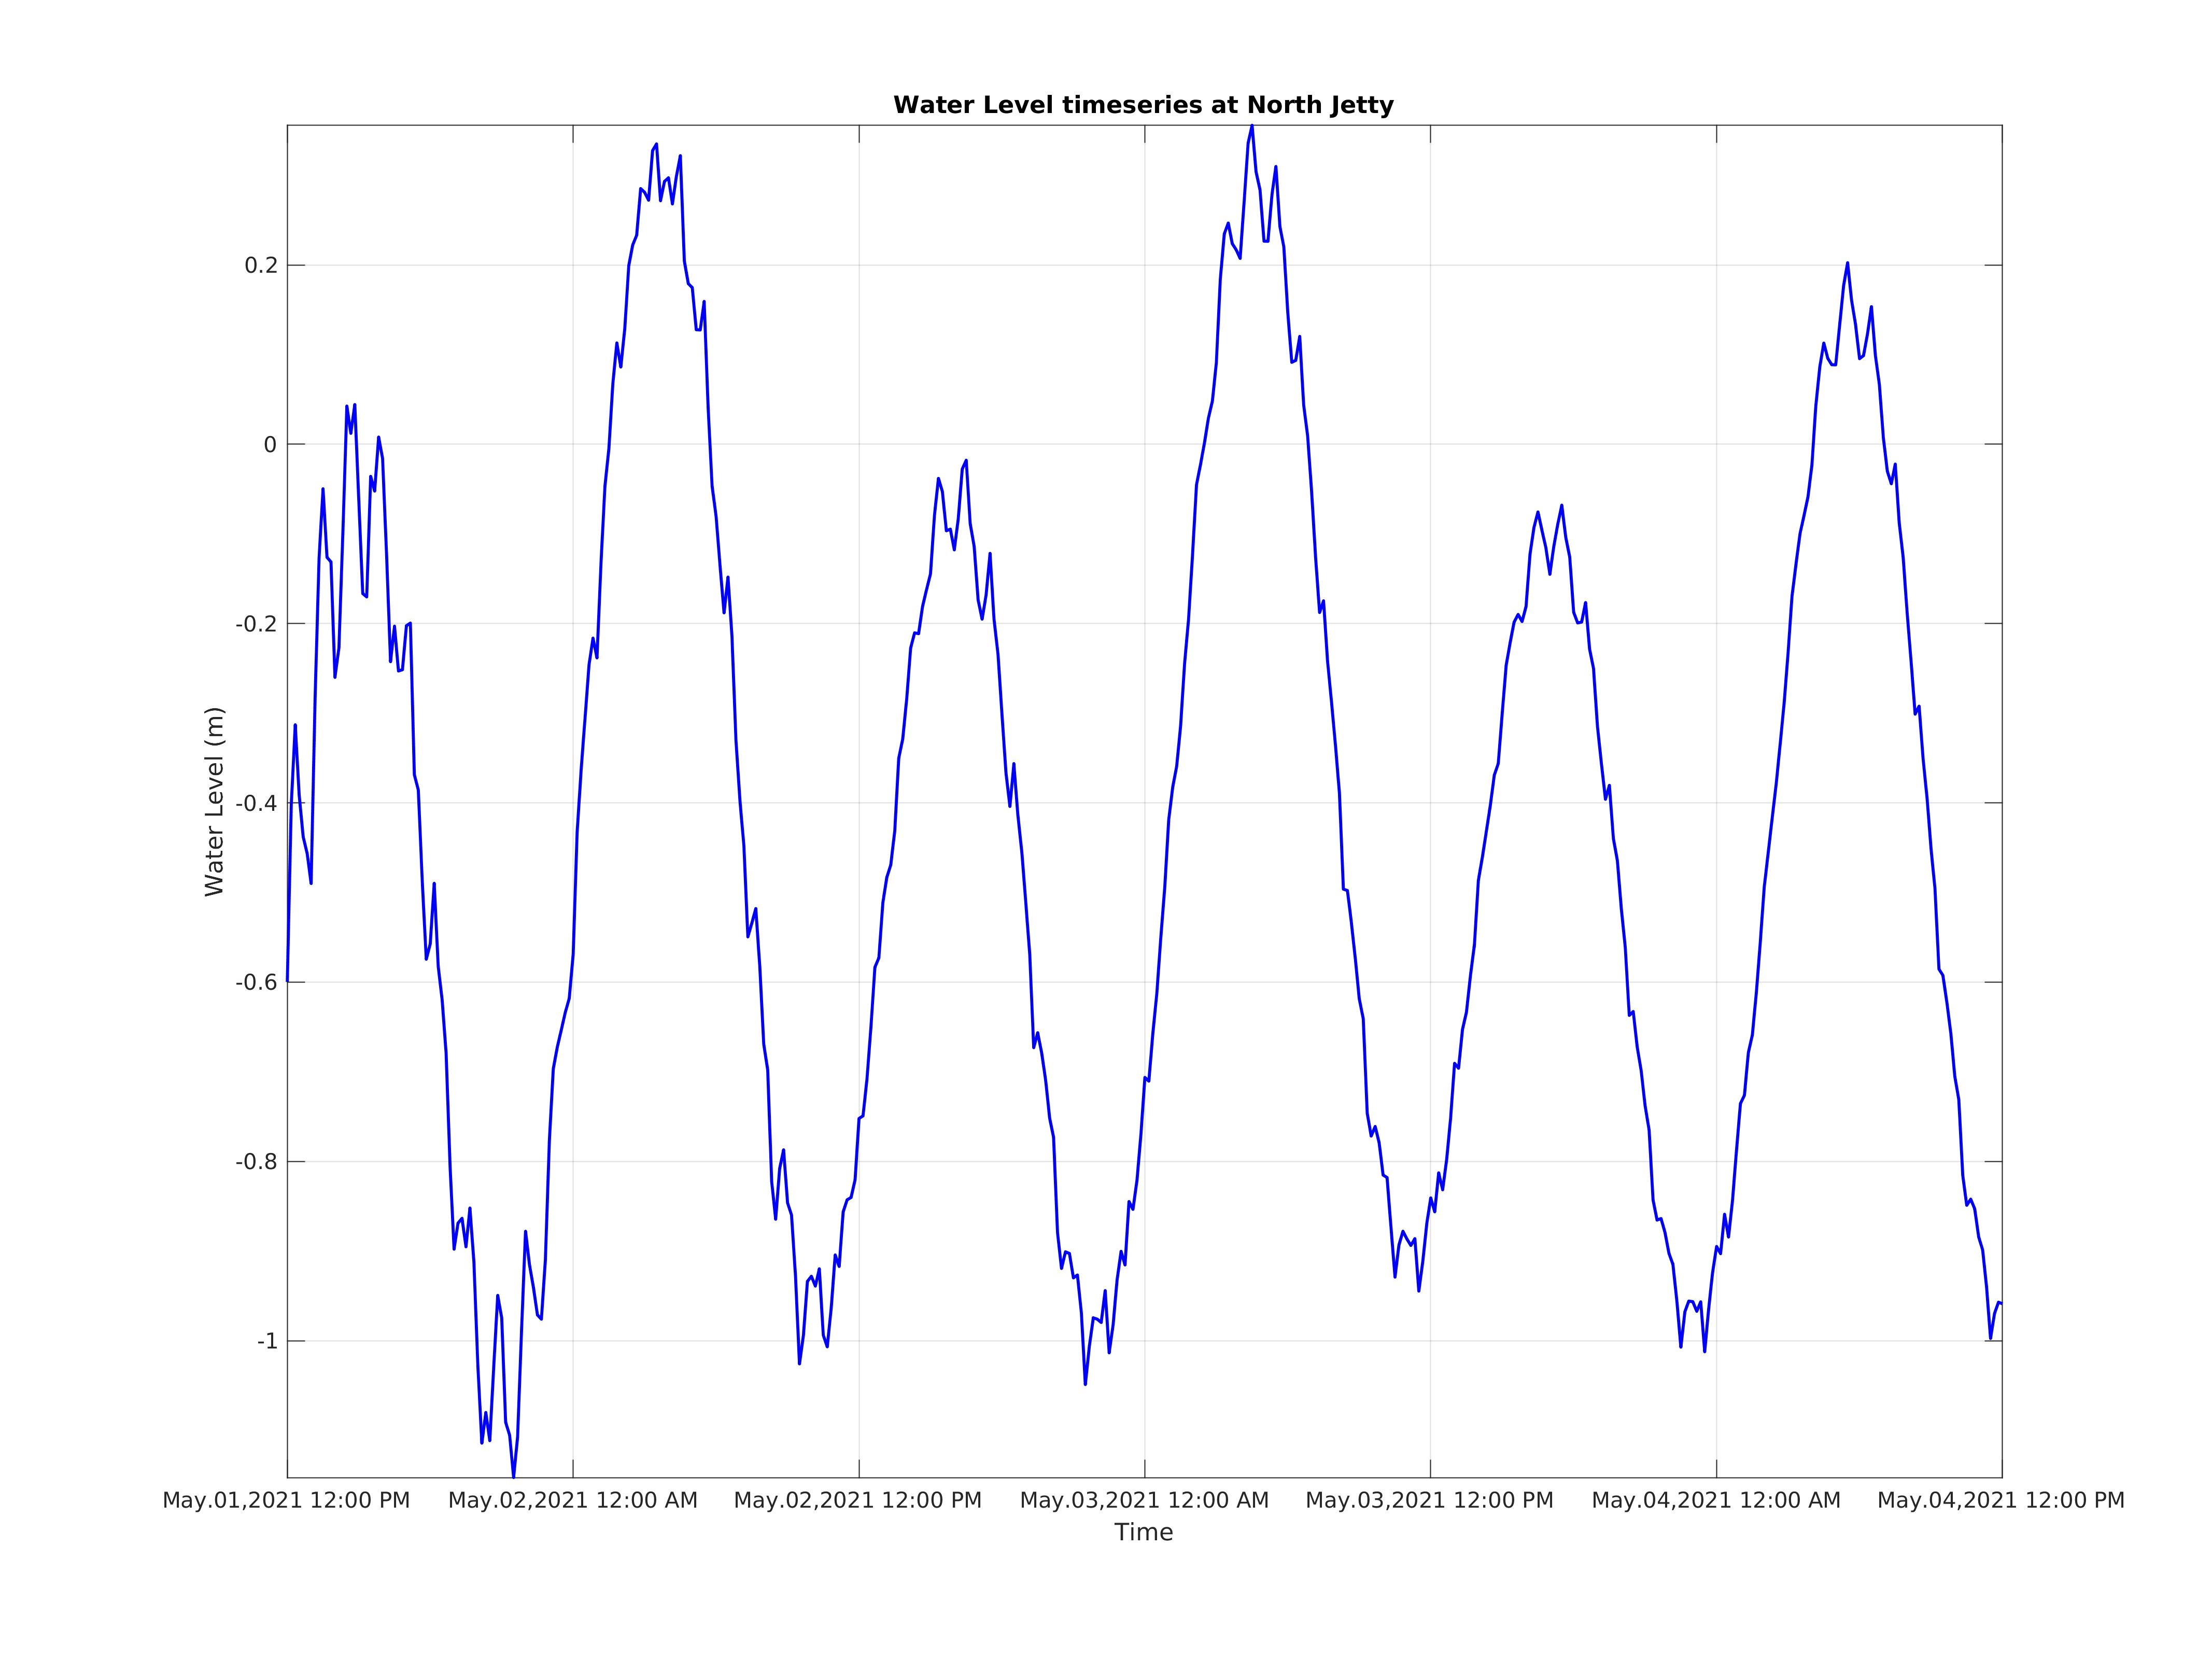 Water Level timeseries at North Jetty
0.2
0
-0.2
-0.4
-0.6
-0.8
-1
Water Level (m)
May.01,2021 12:00 PM May.02,2021 12:00 AM May.02,2021 12:00 PM May.03,2021 12:00 AM May.03,2021 12:00 PM May.04,2021 12:00 AM May.04,2021 12:00 PM
Time